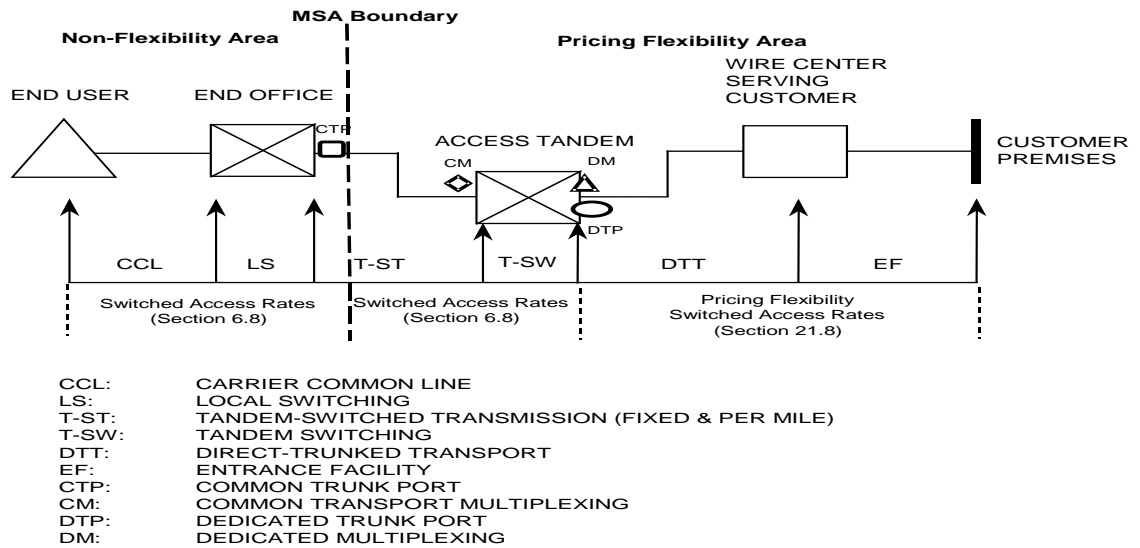 MSA Boundary
Non-Flexibility Area
Pricing Flexibility Area
WIRE CENTER
SERVING
CUSTOMER
END USER
END OFFICE
CTP
ACCESS TANDEM
CM
DM
CUSTOMER
PREMISES
DTP
CCL
LS
T-ST
T-SW
DTT
EF
Switched Access Rates
(Section 6.8)
Switched Access Rates
(Section 6.8)
Pricing Flexibility
Switched Access Rates
(Section 21.8)
CCL: CARRIER COMMON LINE
LS: LOCAL SWITCHING
T-ST: TANDEM-SWITCHED TRANSMISSION (FIXED & PER MILE)
T-SW: TANDEM SWITCHING
DTT: DIRECT-TRUNKED TRANSPORT
EF: ENTRANCE FACILITY
CTP: COMMON TRUNK PORT
CM: COMMON TRANSPORT MULTIPLEXING
DTP: DEDICATED TRUNK PORT
DM: DEDICATED MULTIPLEXING